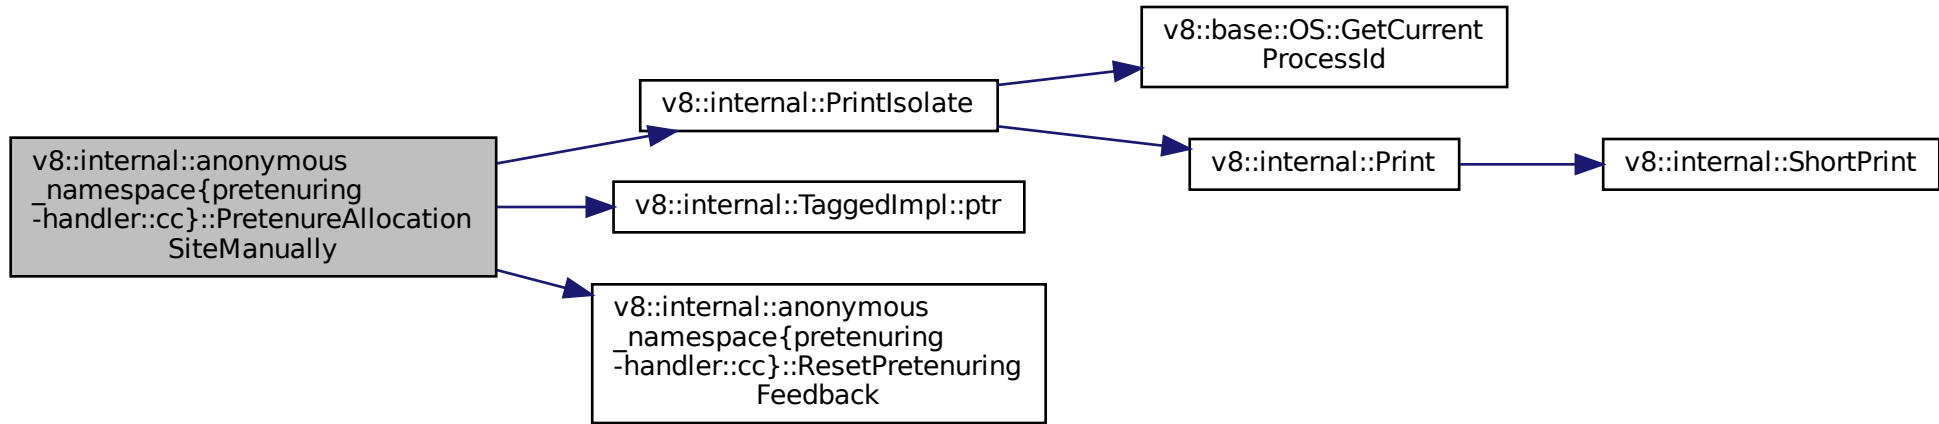 v8::internal::anonymous
_namespace{pretenuring
-handler::cc}::PretenureAllocation
SiteManually
v8::internal::PrintIsolate
v8::base::OS::GetCurrent
ProcessId
v8::internal::Print
v8::internal::ShortPrint
v8::internal::TaggedImpl::ptr
v8::internal::anonymous
_namespace{pretenuring
-handler::cc}::ResetPretenuring
Feedback